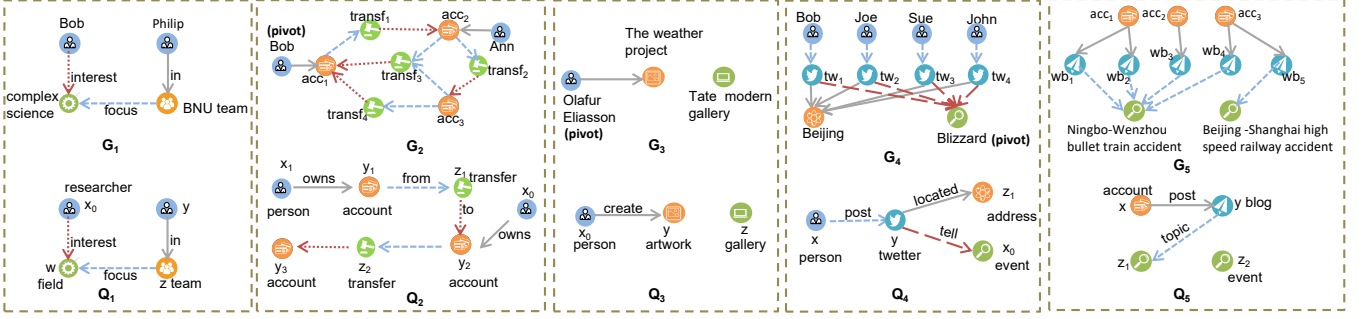 Bob
Philip
interest
in
complex
science
focus
BNU team
G1
researcher
x0
y
interest
in
w
field
focus
z team
Q1
(pivot)
Bob
transf1
acc2
Ann
acc1
transf3
transf2
transf4
acc3
G2
x1
owns
y1
from
z1 transfer
x0
person
account
to
owns
y3
account
z2
transfer
y2
account
Q2
The weather
project
Olafur
Eliasson
(pivot)
Tate modern
gallery
G3
create
x0
person
y
artwork
z
gallery
Q3
Bob
Joe
Sue
John
tw1
tw2
tw3
tw4
Beijing
Blizzard (pivot)
G4
post
located
z1
address
x
person
y
twetter
tell
x0
event
Q4
acc1
acc2
acc3
wb1
wb2
wb3
wb4
wb5
Ningbo-Wenzhou
bullet train accident
Beijing -Shanghai high
speed railway accident
G5
account
x
post
y blog
topic
z1
z2
event
Q5